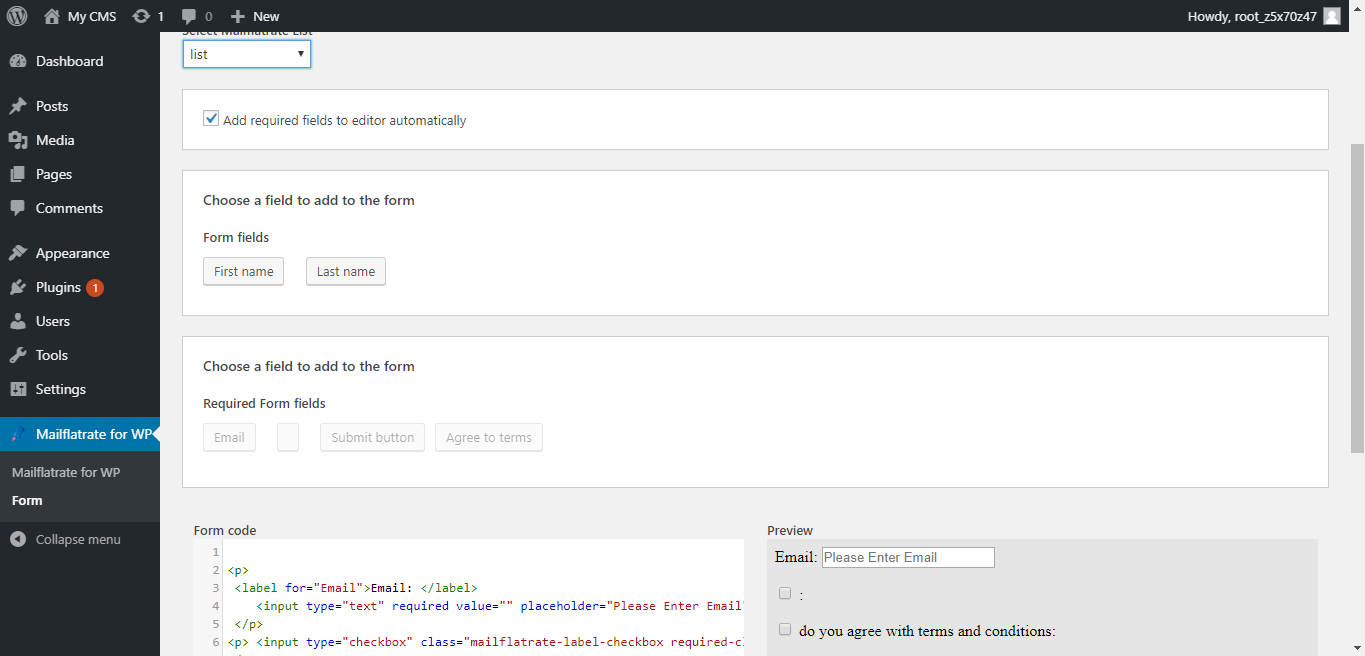 My CMS 1 0 New Howdy, root_z5x70z47
Dashboard
Posts
Media
Pages
Comments
Appearance
Plugins 1
Users
Tools
Settings
Mailflatrate for WP
Mailflatrate for WP
Form
Collapse menu
Select Mailflatrate List
list
Add required fields to editor automatically
Choose a field to add to the form
Form fields
First name Last name
Choose a field to add to the form
Required Form fields
Email Submit button Agree to terms
Form code
1
2 <p>
3 <label for="Email">Email: </label>
4 <input type="text" required value="" placeholder="Please Enter Email"
5 </p>
6 <p> <input type="checkbox" class="mailflatrate-label-checkbox required-cl
Preview
Email: Please Enter Email
:
do you agree with terms and conditions: